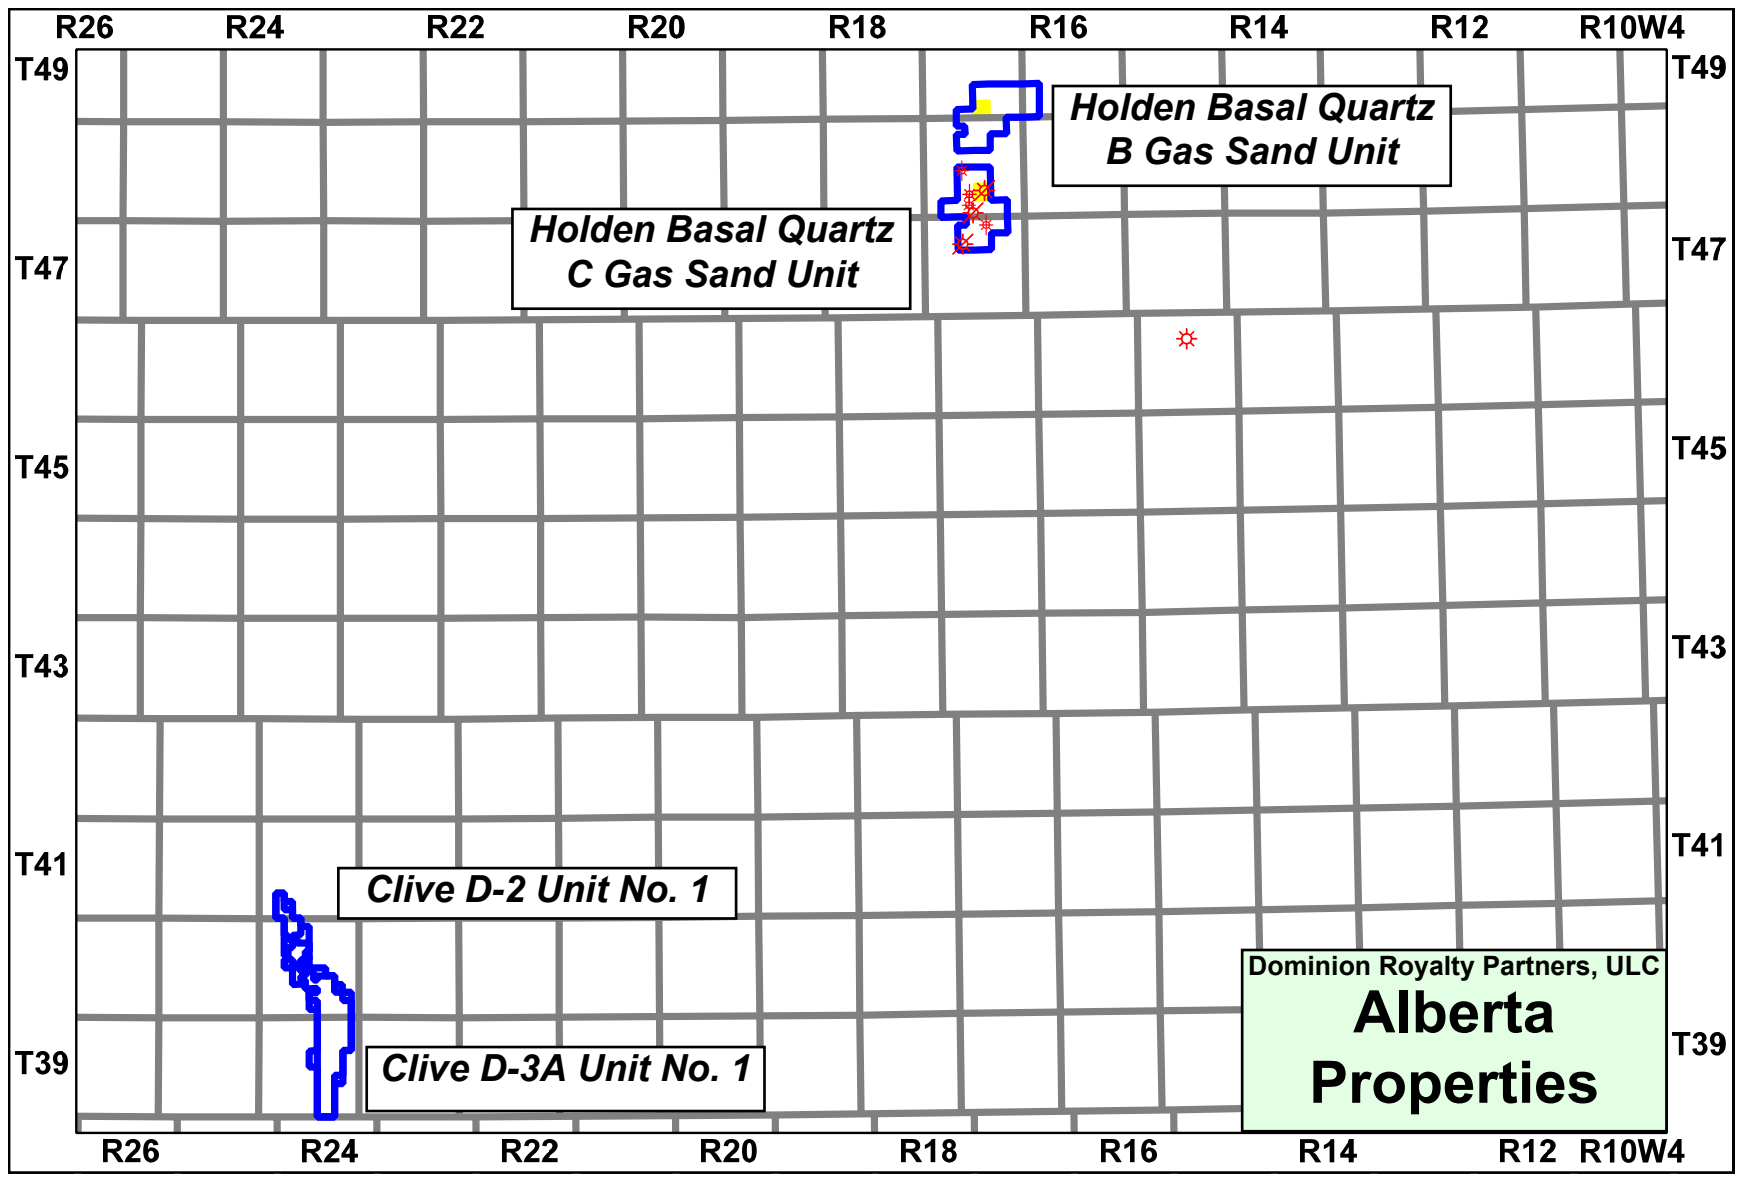 R26 R24 R22 R20 R18 R16 R14 R12 R10W4
T49 T49
Holden Basal Quartz
B Gas Sand Unit
Holden Basal Quartz
C Gas Sand Unit
T47 T47
T45 T45
T43 T43
T41 T41
Clive D-2 Unit No. 1
Dominion Royalty Partners, ULC
Alberta
Properties
T39 T39
Clive D-3A Unit No. 1
R26 R24 R22 R20 R18 R16 R14 R12 R10W4